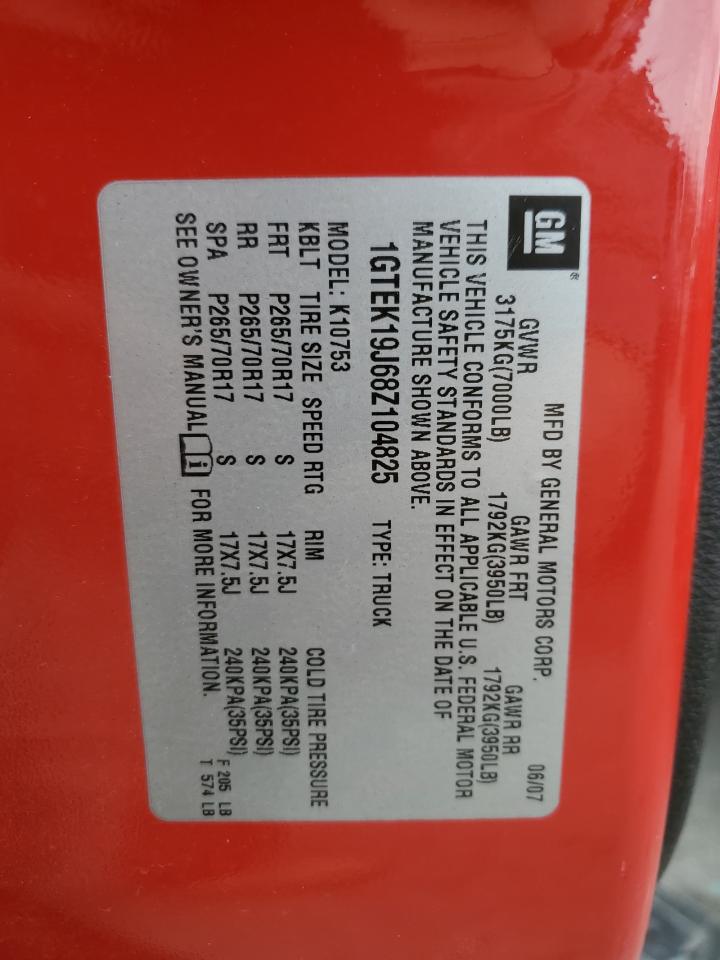 GM®
MFD BY GENERAL MOTORS CORP. 06/07
GVWR GAWR FRT GAWR RR
3175KG(7000LB) 1792KG(3950LB) 1792KG(3950LB)
THIS VEHICLE CONFORMS TO ALL APPLICABLE U.S. FEDERAL MOTOR
VEHICLE SAFETY STANDARDS IN EFFECT ON THE DATE OF
MANUFACTURE SHOWN ABOVE.
1GTEK19J68Z104825 TYPE: TRUCK
MODEL: K10753
KBLT TIRE SIZE SPEED RTG RIM COLD TIRE PRESSURE
FRT P265/70R17 S 17X7.5J 240KPA(35PSI)
RR P265/70R17 S 17X7.5J 240KPA(35PSI)
SPA P265/70R17 S 17X7.5J 240KPA(35PSI)
SEE OWNER'S MANUAL i FOR MORE INFORMATION.
F 205 LB
T 574 LB